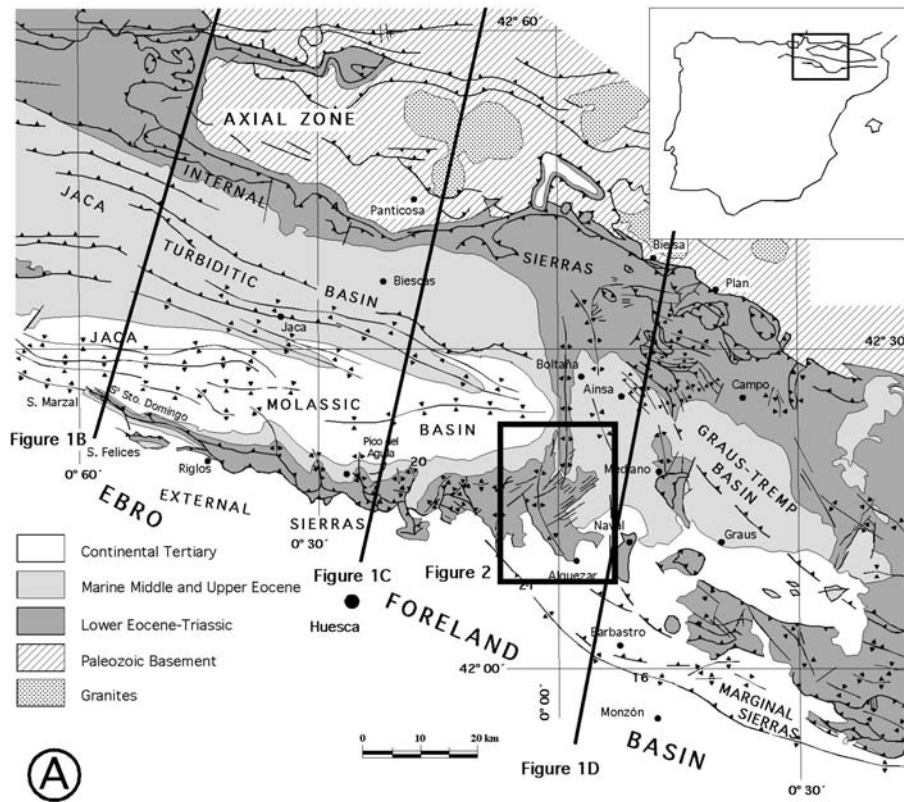 42° 60´
AXIAL ZONE
INTERNAL
SIERRAS
Panticosa
JACA
TURBIDITIC
BASIN
Biescas
Bielsa
Plan
Jaca
JACA
42° 30´
Boltaña
Ainsa
Campo
S. Marzal
Sª Sto. Domingo
MOLASSIC
BASIN
Figure 1B
S. Felices
Riglos
Pico del
Aguila
20
Mediano
GRAUS-TREMP
BASIN
0° 60´
EBRO
EXTERNAL
SIERRAS
Naval
Graus
0° 30´
Continental Tertiary
Figure 1C
Figure 2
Alquezar
21
Marine Middle and Upper Eocene
Huesca
FORELAND
Lower Eocene-Triassic
Barbastro
Paleozoic Basement
42° 00´
16
0° 00´
MARGINAL
SIERRAS
Granites
Monzón
BASIN
A
0
10
20 km
Figure 1D
0° 30´